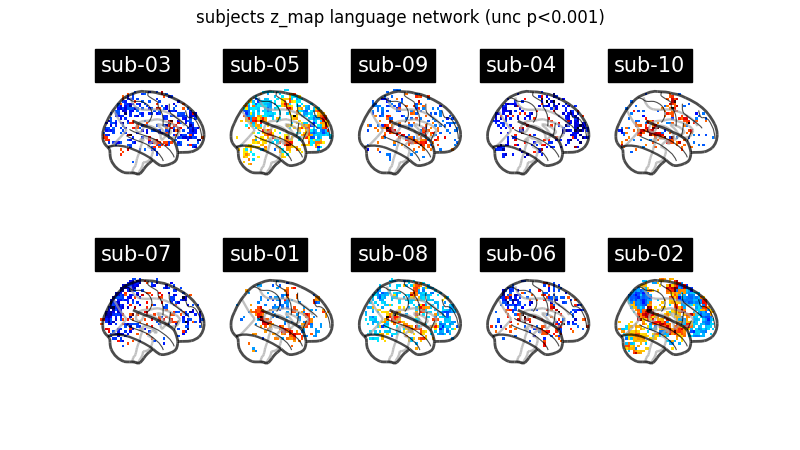 subjects z_map language network (unc p<0.001)
sub-03 sub-05 sub-09 sub-04 sub-10
sub-07 sub-01 sub-08 sub-06 sub-02